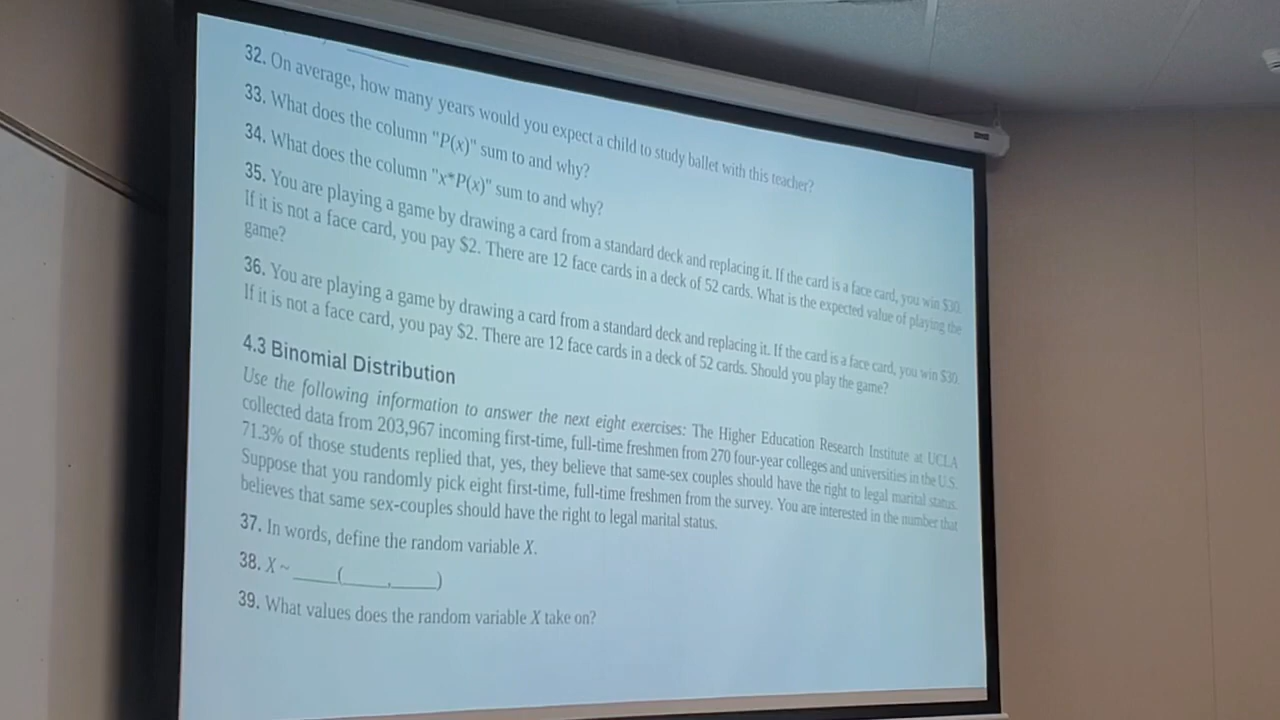 32. On average, how many years would you expect a child to study ballet with this teacher?
33. What does the column "P(x)" sum to and why?
34. What does the column "x*P(x)" sum to and why?
35. You are playing a game by drawing a card from a standard deck and replacing it. If the card is a face card, you win $30.
If it is not a face card, you pay $2. There are 12 face cards in a deck of 52 cards. What is the expected value of playing the
game?
36. You are playing a game by drawing a card from a standard deck and replacing it. If the card is a face card, you win $30.
If it is not a face card, you pay $2. There are 12 face cards in a deck of 52 cards. Should you play the game?
4.3 Binomial Distribution
Use the following information to answer the next eight exercises: The Higher Education Research Institute at UCLA
collected data from 203,967 incoming first-time, full-time freshmen from 270 four-year colleges and universities in the U.S.
71.3% of those students replied that, yes, they believe that same-sex couples should have the right to legal marital status.
Suppose that you randomly pick eight first-time, full-time freshmen from the survey. You are interested in the number that
believes that same sex-couples should have the right to legal marital status.
37. In words, define the random variable X.
38. X ~ ____(____,____)
39. What values does the random variable X take on?